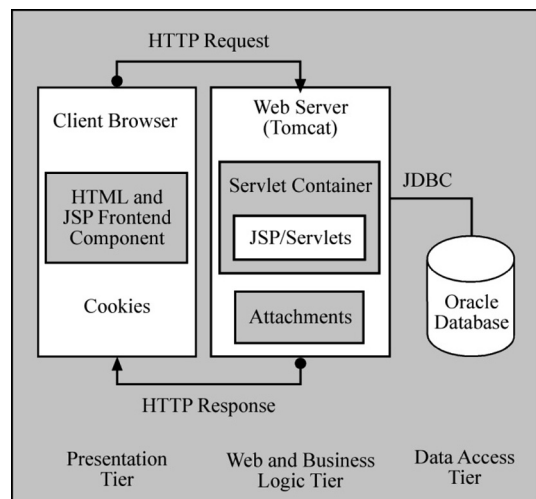 HTTP Request
Client Browser
HTML and
JSP Frontend
Component
Cookies
Web Server
(Tomcat)
Servlet Container
JSP/Servlets
Attachments
JDBC
Oracle
Database
HTTP Response
Presentation
Tier
Web and Business
Logic Tier
Data Access
Tier